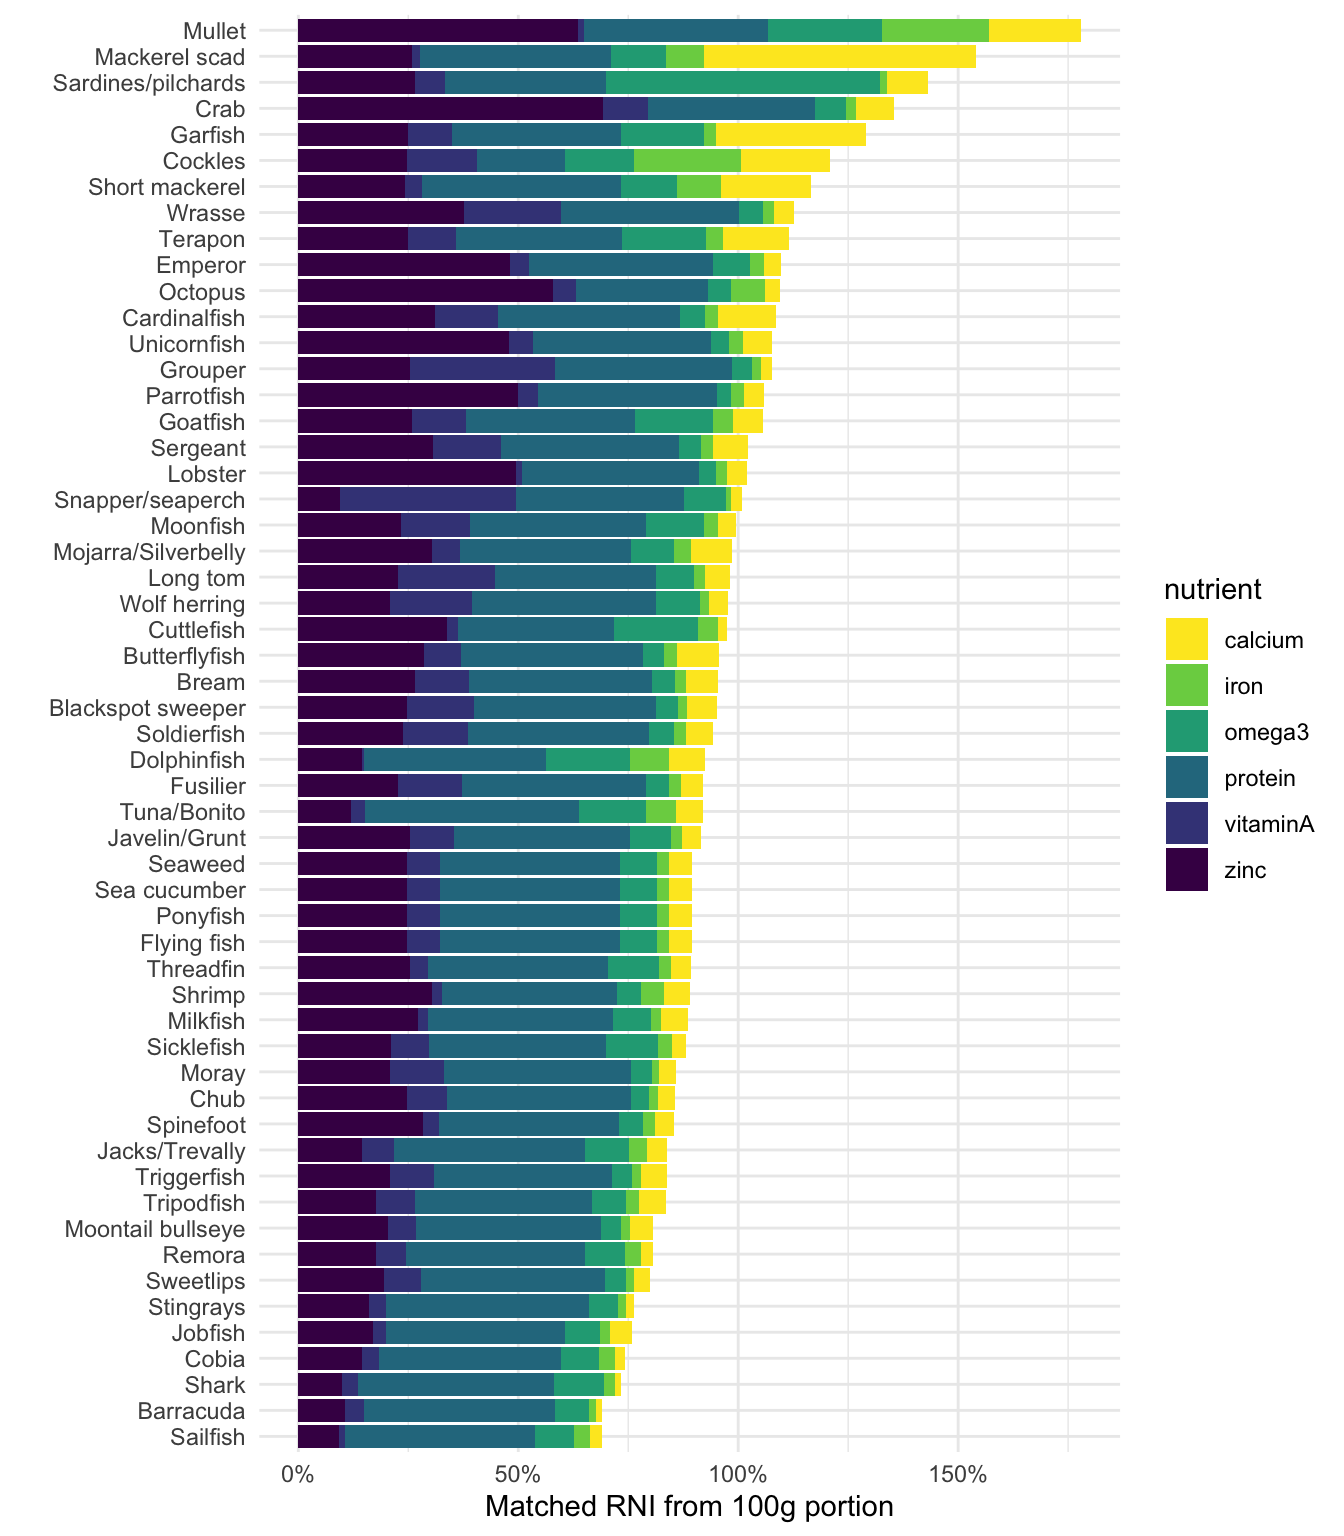 Mullet
Mackerel scad
Sardines/pilchards
Crab
Garfish
Cockles
Short mackerel
Wrasse
Terapon
Emperor
Octopus
Cardinalfish
Unicornfish
Grouper
Parrotfish
Goatfish
Sergeant
Lobster
Snapper/seaperch
Moonfish
Mojarra/Silverbelly
Long tom
Wolf herring
Cuttlefish
Butterflyfish
Bream
Blackspot sweeper
Soldierfish
Dolphinfish
Fusilier
Tuna/Bonito
Javelin/Grunt
Seaweed
Sea cucumber
Ponyfish
Flying fish
Threadfin
Shrimp
Milkfish
Sicklefish
Moray
Chub
Spinefoot
Jacks/Trevally
Triggerfish
Tripodfish
Moontail bullseye
Remora
Sweetlips
Stingrays
Jobfish
Cobia
Shark
Barracuda
Sailfish
0% 50% 100% 150%
Matched RNI from 100g portion
nutrient
calcium
iron
omega3
protein
vitaminA
zinc